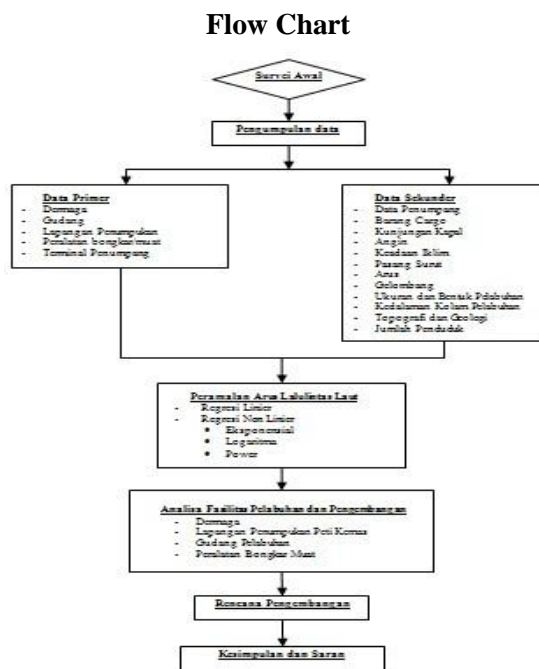 Flow Chart
Survei Awal
Pengumpulan data
Data Primer
- Dermaga
- Gudang
- Lapangan Penumpukan
- Peralatan bongkar/muat
- Terminal Penumpang
Data Sekunder
- Data Penumpang
- Barang Cargo
- Kunjungan Kapal
- Angin
- Keadaan Iklim
- Pasang Surut
- Arus
- Gelombang
- Ukuran dan Bentuk Pelabuhan
- Kedalaman Kolam Pelabuhan
- Topografi dan Geologi
- Jumlah Penduduk
Peramalan Arus Lalulintas Laut
- Regresi Linier
- Regresi Non Linier
• Eksponensial
• Logaritma
• Power
Analisa Fasilitas Pelabuhan dan Pengembangan
- Dermaga
- Lapangan Penumpukan Peti Kemas
- Gudang Pelabuhan
- Peralatan Bongkar Muat
Rencana Pengembangan
Kesimpulan dan Saran